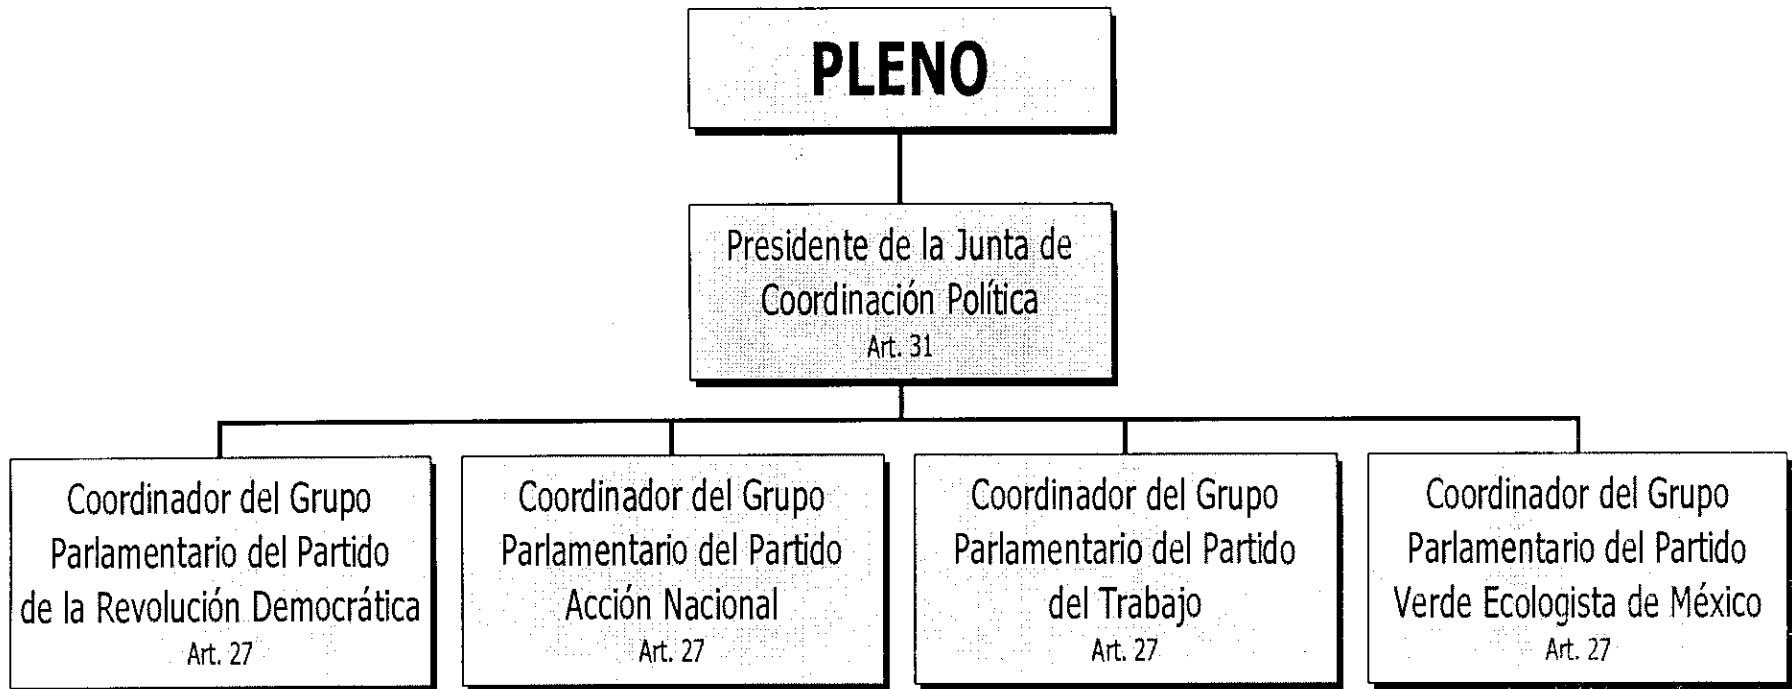 PLENO
Presidente de la Junta de
Coordinación Política
Art. 31
Coordinador del Grupo
Parlamentario del Partido
de la Revolución Democrática
Art. 27
Coordinador del Grupo
Parlamentario del Partido
Acción Nacional
Art. 27
Coordinador del Grupo
Parlamentario del Partido
del Trabajo
Art. 27
Coordinador del Grupo
Parlamentario del Partido
Verde Ecologista de México
Art. 27